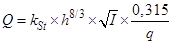 Q = k_St × h^{8/3} × √I × 0,315/q